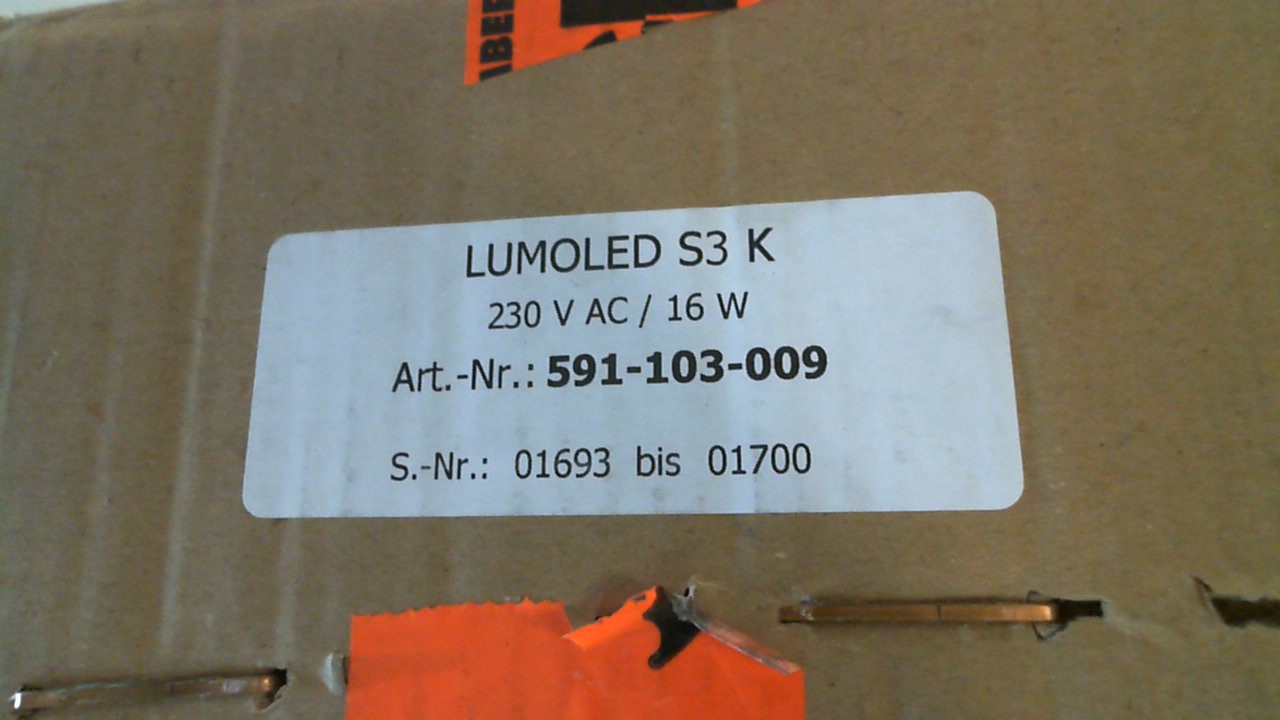 LUMOLED S3 K
230 V AC / 16 W
Art.-Nr.: 591-103-009
S.-Nr.: 01693 bis 01700